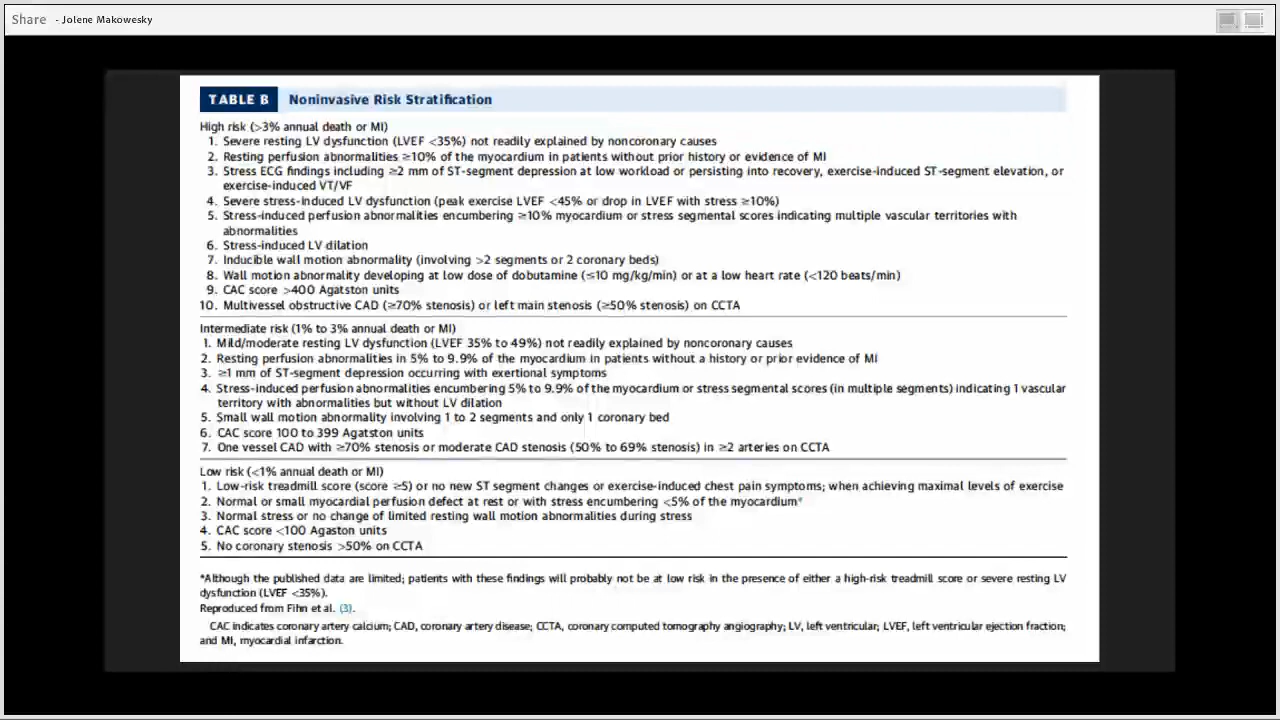 Share - Jolene Makowesky
TABLE B Noninvasive Risk Stratification
High risk (>3% annual death or MI)
1. Severe resting LV dysfunction (LVEF <35%) not readily explained by noncoronary causes
2. Resting perfusion abnormalities ≥10% of the myocardium in patients without prior history or evidence of MI
3. Stress ECG findings including ≥2 mm of ST-segment depression at low workload or persisting into recovery, exercise-induced ST-segment elevation, or
exercise-induced VT/VF
4. Severe stress-induced LV dysfunction (peak exercise LVEF <45% or drop in LVEF with stress ≥10%)
5. Stress-induced perfusion abnormalities encumbering ≥10% myocardium or stress segmental scores indicating multiple vascular territories with
abnormalities
6. Stress-induced LV dilation
7. Inducible wall motion abnormality (involving >2 segments or 2 coronary beds)
8. Wall motion abnormality developing at low dose of dobutamine (≤10 mg/kg/min) or at a low heart rate (<120 beats/min)
9. CAC score >400 Agatston units
10. Multivessel obstructive CAD (≥70% stenosis) or left main stenosis (≥50% stenosis) on CCTA
Intermediate risk (1% to 3% annual death or MI)
1. Mild/moderate resting LV dysfunction (LVEF 35% to 49%) not readily explained by noncoronary causes
2. Resting perfusion abnormalities in 5% to 9.9% of the myocardium in patients without a history or prior evidence of MI
3. ≥1 mm of ST-segment depression occurring with exertional symptoms
4. Stress-induced perfusion abnormalities encumbering 5% to 9.9% of the myocardium or stress segmental scores (in multiple segments) indicating 1 vascular
territory with abnormalities but without LV dilation
5. Small wall motion abnormality involving 1 to 2 segments and only 1 coronary bed
6. CAC score 100 to 399 Agatston units
7. One vessel CAD with ≥70% stenosis or moderate CAD stenosis (50% to 69% stenosis) in ≥2 arteries on CCTA
Low risk (<1% annual death or MI)
1. Low-risk treadmill score (score ≥5) or no new ST segment changes or exercise-induced chest pain symptoms; when achieving maximal levels of exercise
2. Normal or small myocardial perfusion defect at rest or with stress encumbering <5% of the myocardium*
3. Normal stress or no change of limited resting wall motion abnormalities during stress
4. CAC score <100 Agaston units
5. No coronary stenosis >50% on CCTA
*Although the published data are limited; patients with these findings will probably not be at low risk in the presence of either a high-risk treadmill score or severe resting LV
dysfunction (LVEF <35%).
Reproduced from Fihn et al. (3).
CAC indicates coronary artery calcium; CAD, coronary artery disease; CCTA, coronary computed tomography angiography; LV, left ventricular; LVEF, left ventricular ejection fraction;
and MI, myocardial infarction.